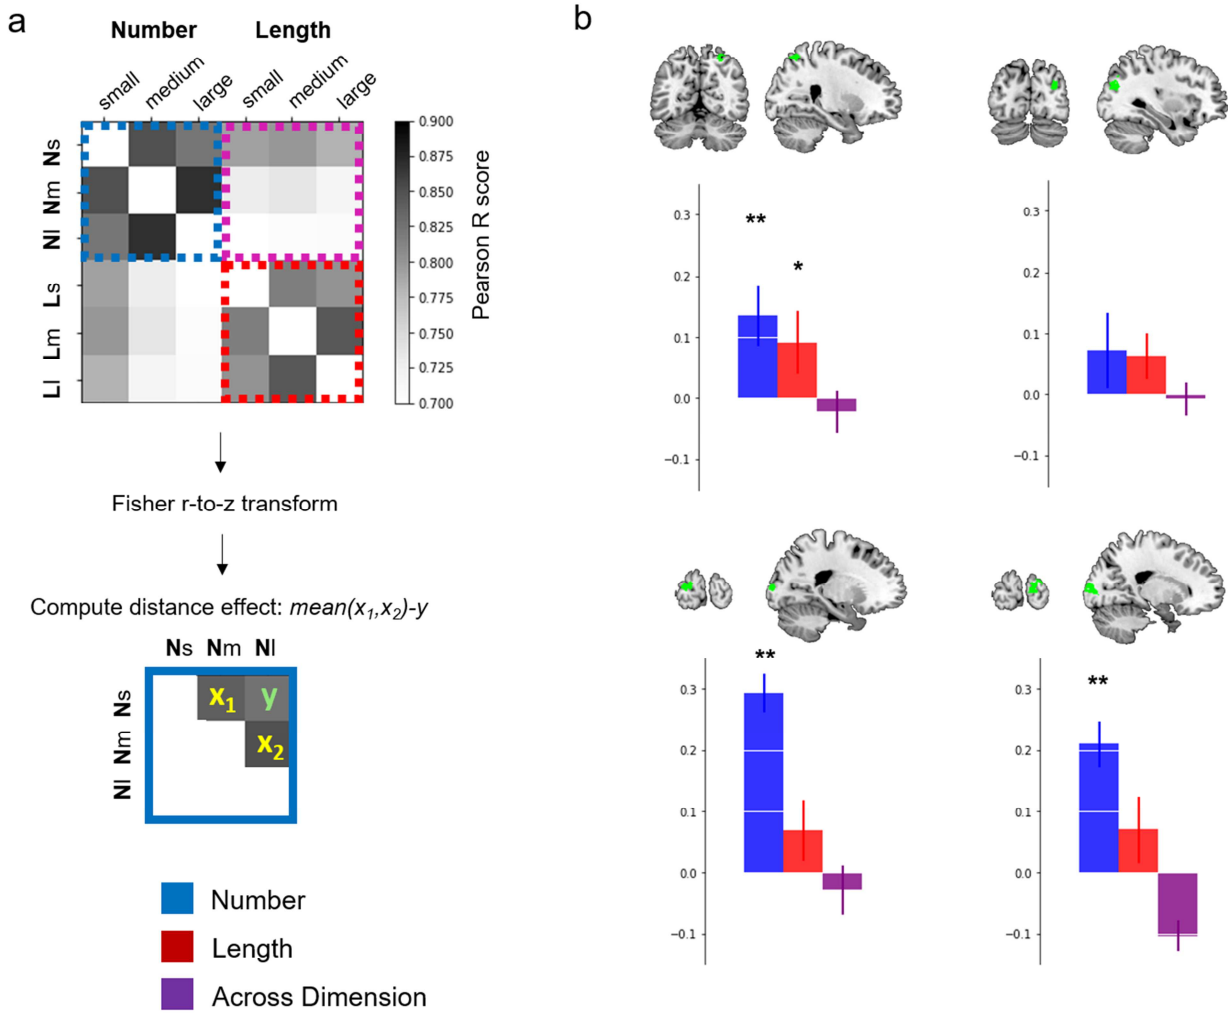 a
Number Length
small medium large small medium large
Ns
Nm
Nl
Ls
Lm
Ll
0.900
0.875
0.850
0.825
0.800
0.775
0.750
0.725
0.700
Pearson R score
Fisher r-to-z transform
Compute distance effect: mean(x1,x2)-y
Ns Nm Nl
Ns x1 y
Nm x2
Nl
Number
Length
Across Dimension
b
0.3
0.2
0.1
0.0
−0.1
**
*
0.3
0.2
0.1
0.0
−0.1
0.3
0.2
0.1
0.0
−0.1
**
0.3
0.2
0.1
0.0
−0.1
**